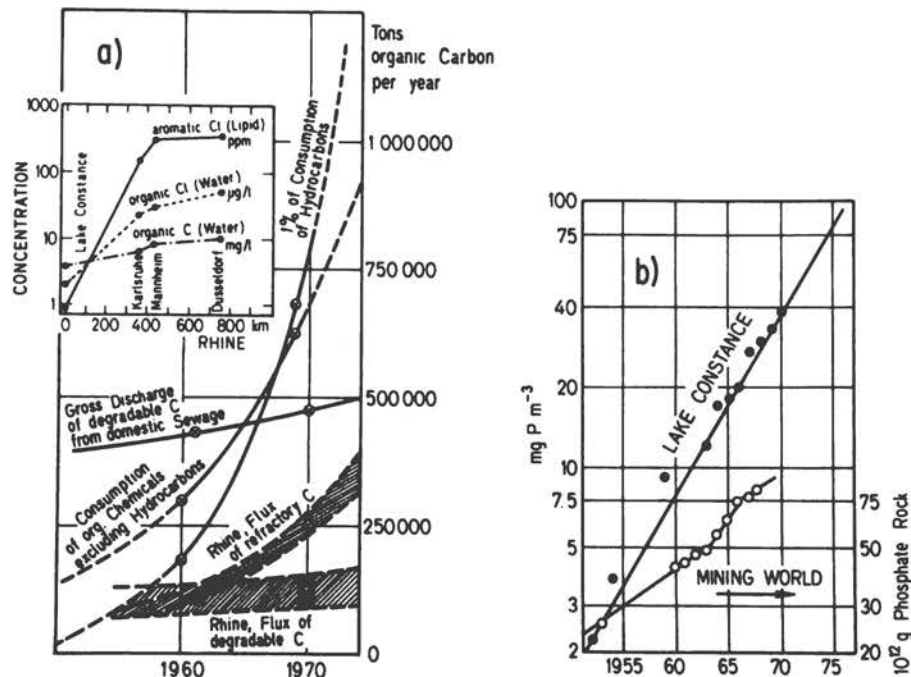 a)
Tons
organic Carbon
per year
1 000 000
750 000
500 000
250 000
0
1960
1970
1% of Consumption
of Hydrocarbons
Gross Discharge
of degradable C
from domestic Sewage
Consumption
of org. Chemicals
excluding Hydrocarbons
Rhine, Flux
of refractory C
Rhine, Flux of
degradable C
CONCENTRATION
1000
100
10
1
aromatic Cl (Lipid)
ppm
organic Cl (Water)
µg/l
organic C (Water)
mg/l
Lake Constance
Karlsruhe
Mannheim
Dusseldorf
0 200 400 600 800 km
RHINE
b)
mg P m⁻³
100
75
40
20
10
7.5
5
3
2
LAKE CONSTANCE
MINING WORLD
75
50
30
20
10¹² g Phosphate Rock
1955 60 65 70 75